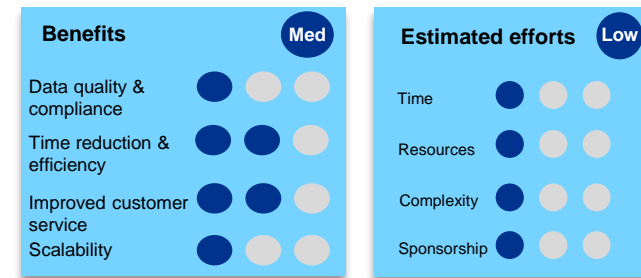 Benefits
Med
Data quality &
compliance
Time reduction &
efficiency
Improved customer
service
Scalability
Estimated efforts
Low
Time
Resources
Complexity
Sponsorship